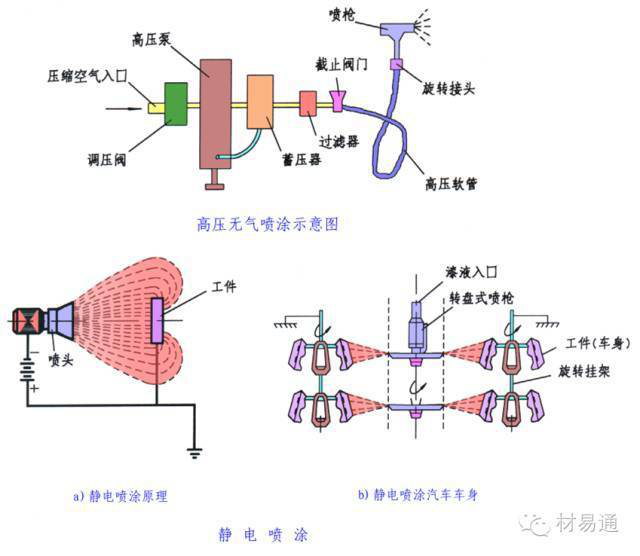 喷枪
高压泵
截止阀门
压缩空气入口
旋转接头
调压阀
蓄压器
过滤器
高压软管
高压无气喷涂示意图
工件
喷头
−
+
a) 静电喷涂原理
漆液入口
转盘式喷枪
工件(车身)
旋转挂架
b) 静电喷涂汽车车身
静电喷涂
材易通